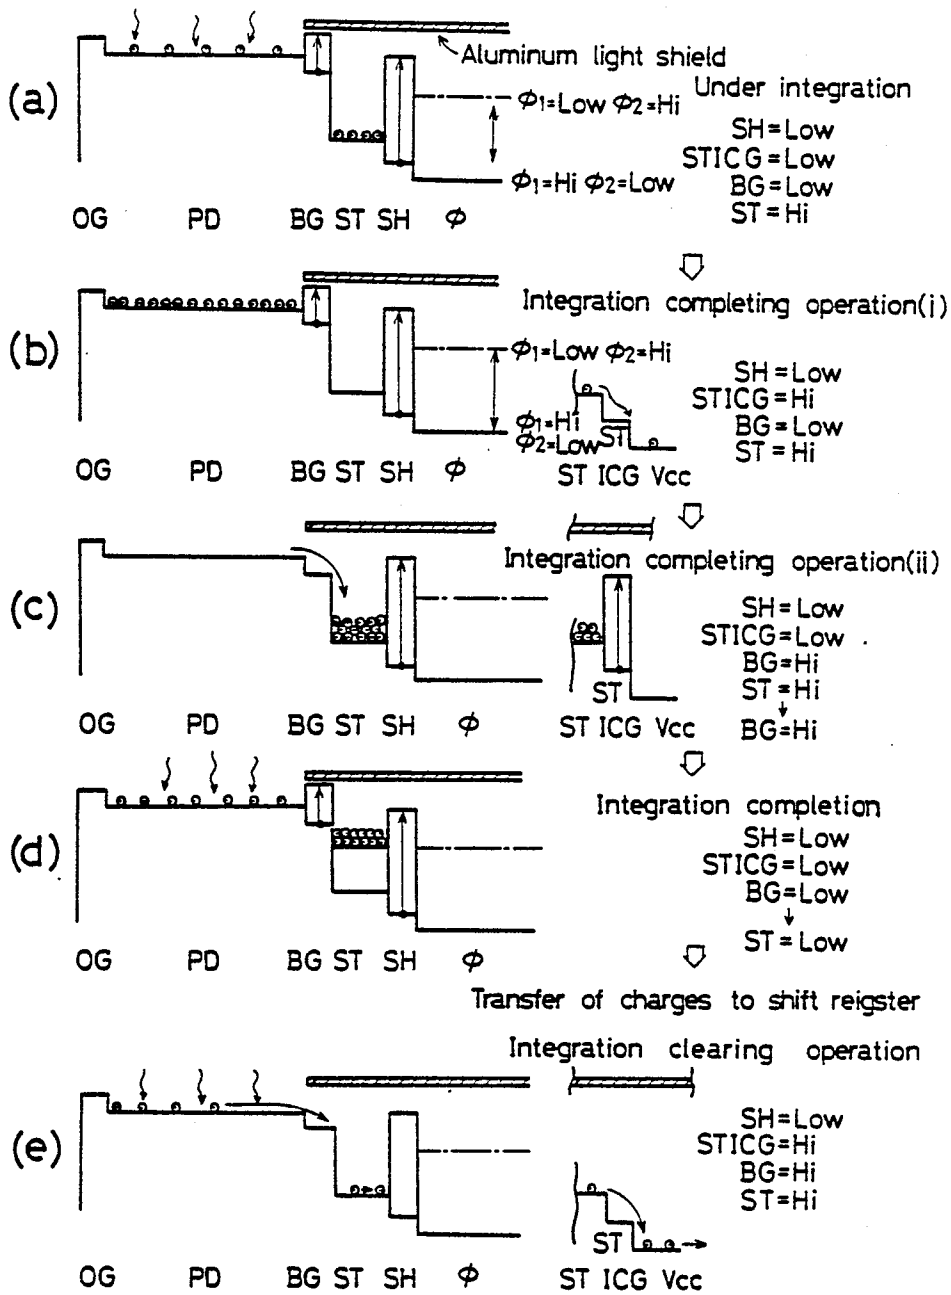 (a)
Aluminum light shield
Under integration
ϕ1=Low ϕ2=Hi
SH=Low
STICG=Low
ϕ1=Hi ϕ2=Low
BG=Low
ST=Hi
OG PD BG ST SH ϕ
Integration completing operation(i)
(b)
ϕ1=Low ϕ2=Hi
SH=Low
STICG=Hi
BG=Low
ST=Hi
ϕ1=Hi
ϕ2=Low ST
OG PD BG ST SH ϕ ST ICG Vcc
Integration completing operation(ii)
(c)
SH=Low
STICG=Low
BG=Hi
ST=Hi
BG=Hi
ST
OG PD BG ST SH ϕ ST ICG Vcc
Integration completion
(d)
SH=Low
STICG=Low
BG=Low
ST=Low
OG PD BG ST SH ϕ
Transfer of charges to shift reigster
Integration clearing operation
(e)
SH=Low
STICG=Hi
BG=Hi
ST=Hi
ST
OG PD BG ST SH ϕ ST ICG Vcc